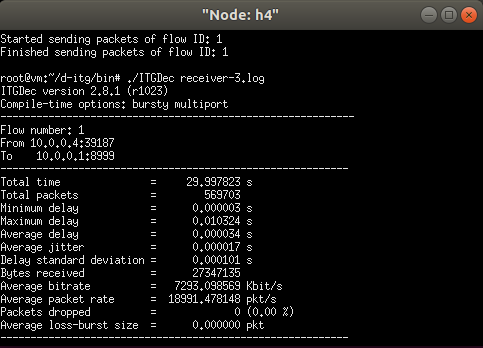 "Node: h4"
Started sending packets of flow ID: 1
Finished sending packets of flow ID: 1
root@vm:~/d-itg/bin# ./ITGDec receiver-3.log
ITGDec version 2.8.1 (r1023)
Compile-time options: bursty multiport
----------------------------------------------------------
Flow number: 1
From 10.0.0.4:39187
To    10.0.0.1:8999
----------------------------------------------------------
Total time               =     29.997823 s
Total packets            =        569703
Minimum delay            =      0.000003 s
Maximum delay            =      0.010324 s
Average delay            =      0.000034 s
Average jitter           =      0.000017 s
Delay standard deviation =      0.000101 s
Bytes received           =      27347135
Average bitrate          =   7293.098569 Kbit/s
Average packet rate      =  18991.478148 pkt/s
Packets dropped          =             0 (0.00 %)
Average loss-burst size  =      0.000000 pkt
----------------------------------------------------------